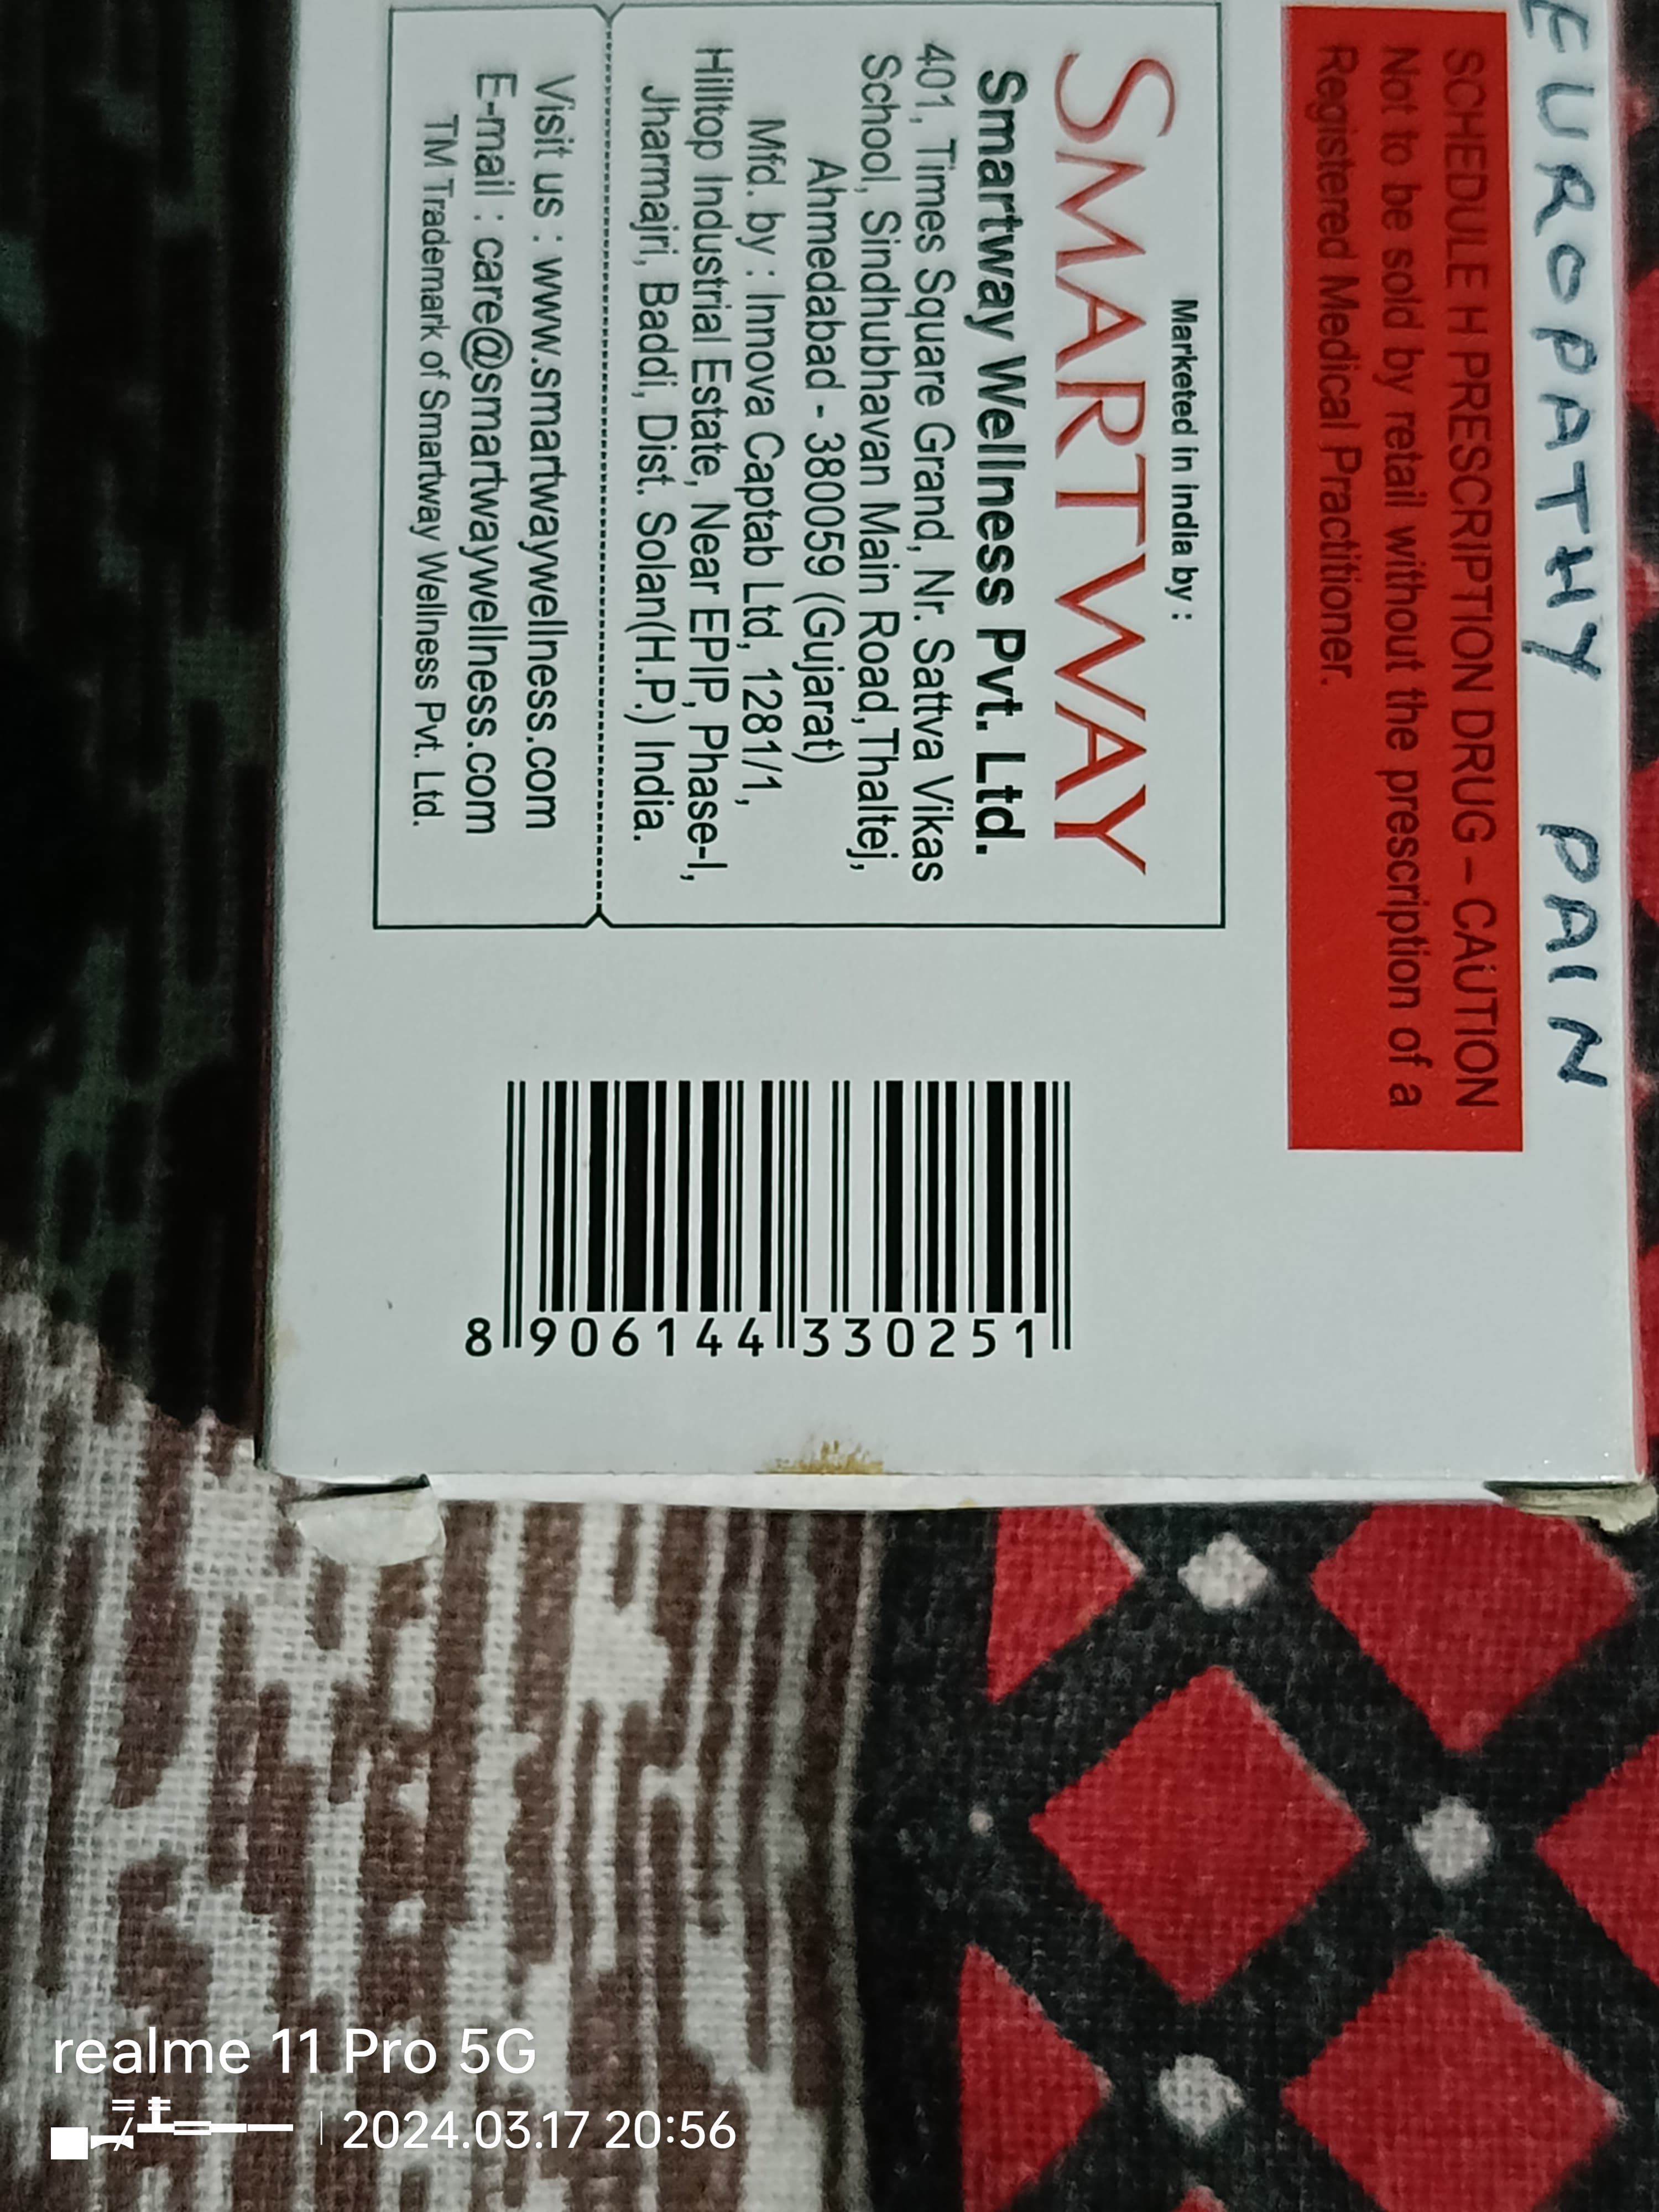 EUROPATHY PAIN
SCHEDULE H PRESCRIPTION DRUG – CAUTION
Not to be sold by retail without the prescription of a
Registered Medical Practitioner.
Marketed in india by :
SMARTWAY
Smartway Wellness Pvt. Ltd.
401, Times Square Grand, Nr. Sattva Vikas
School, Sindhubhavan Main Road,Thaltej,
Ahmedabad - 380059 (Gujarat)
Mfd. by : Innova Captab Ltd, 1281/1,
Hilltop Industrial Estate, Near EPIP, Phase-I,
Jharmajri, Baddi, Dist. Solan(H.P.) India.
Visit us : www.smartwaywellness.com
E-mail : care@smartwaywellness.com
TM Trademark of Smartway Wellness Pvt. Ltd.
8 906144 330251
realme 11 Pro 5G
2024.03.17 20:56